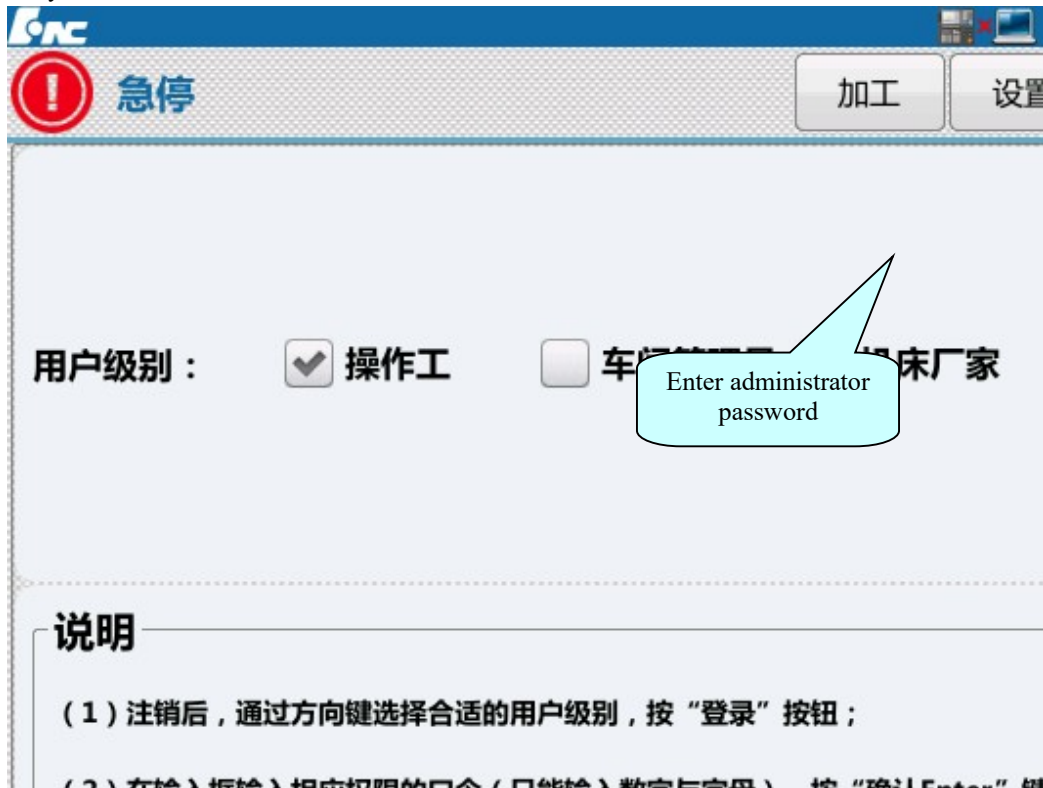 急停
加工
设置
用户级别：
操作工
床厂家
Enter administrator
password
说明
（1）注销后，通过方向键选择合适的用户级别，按“登录”按钮；